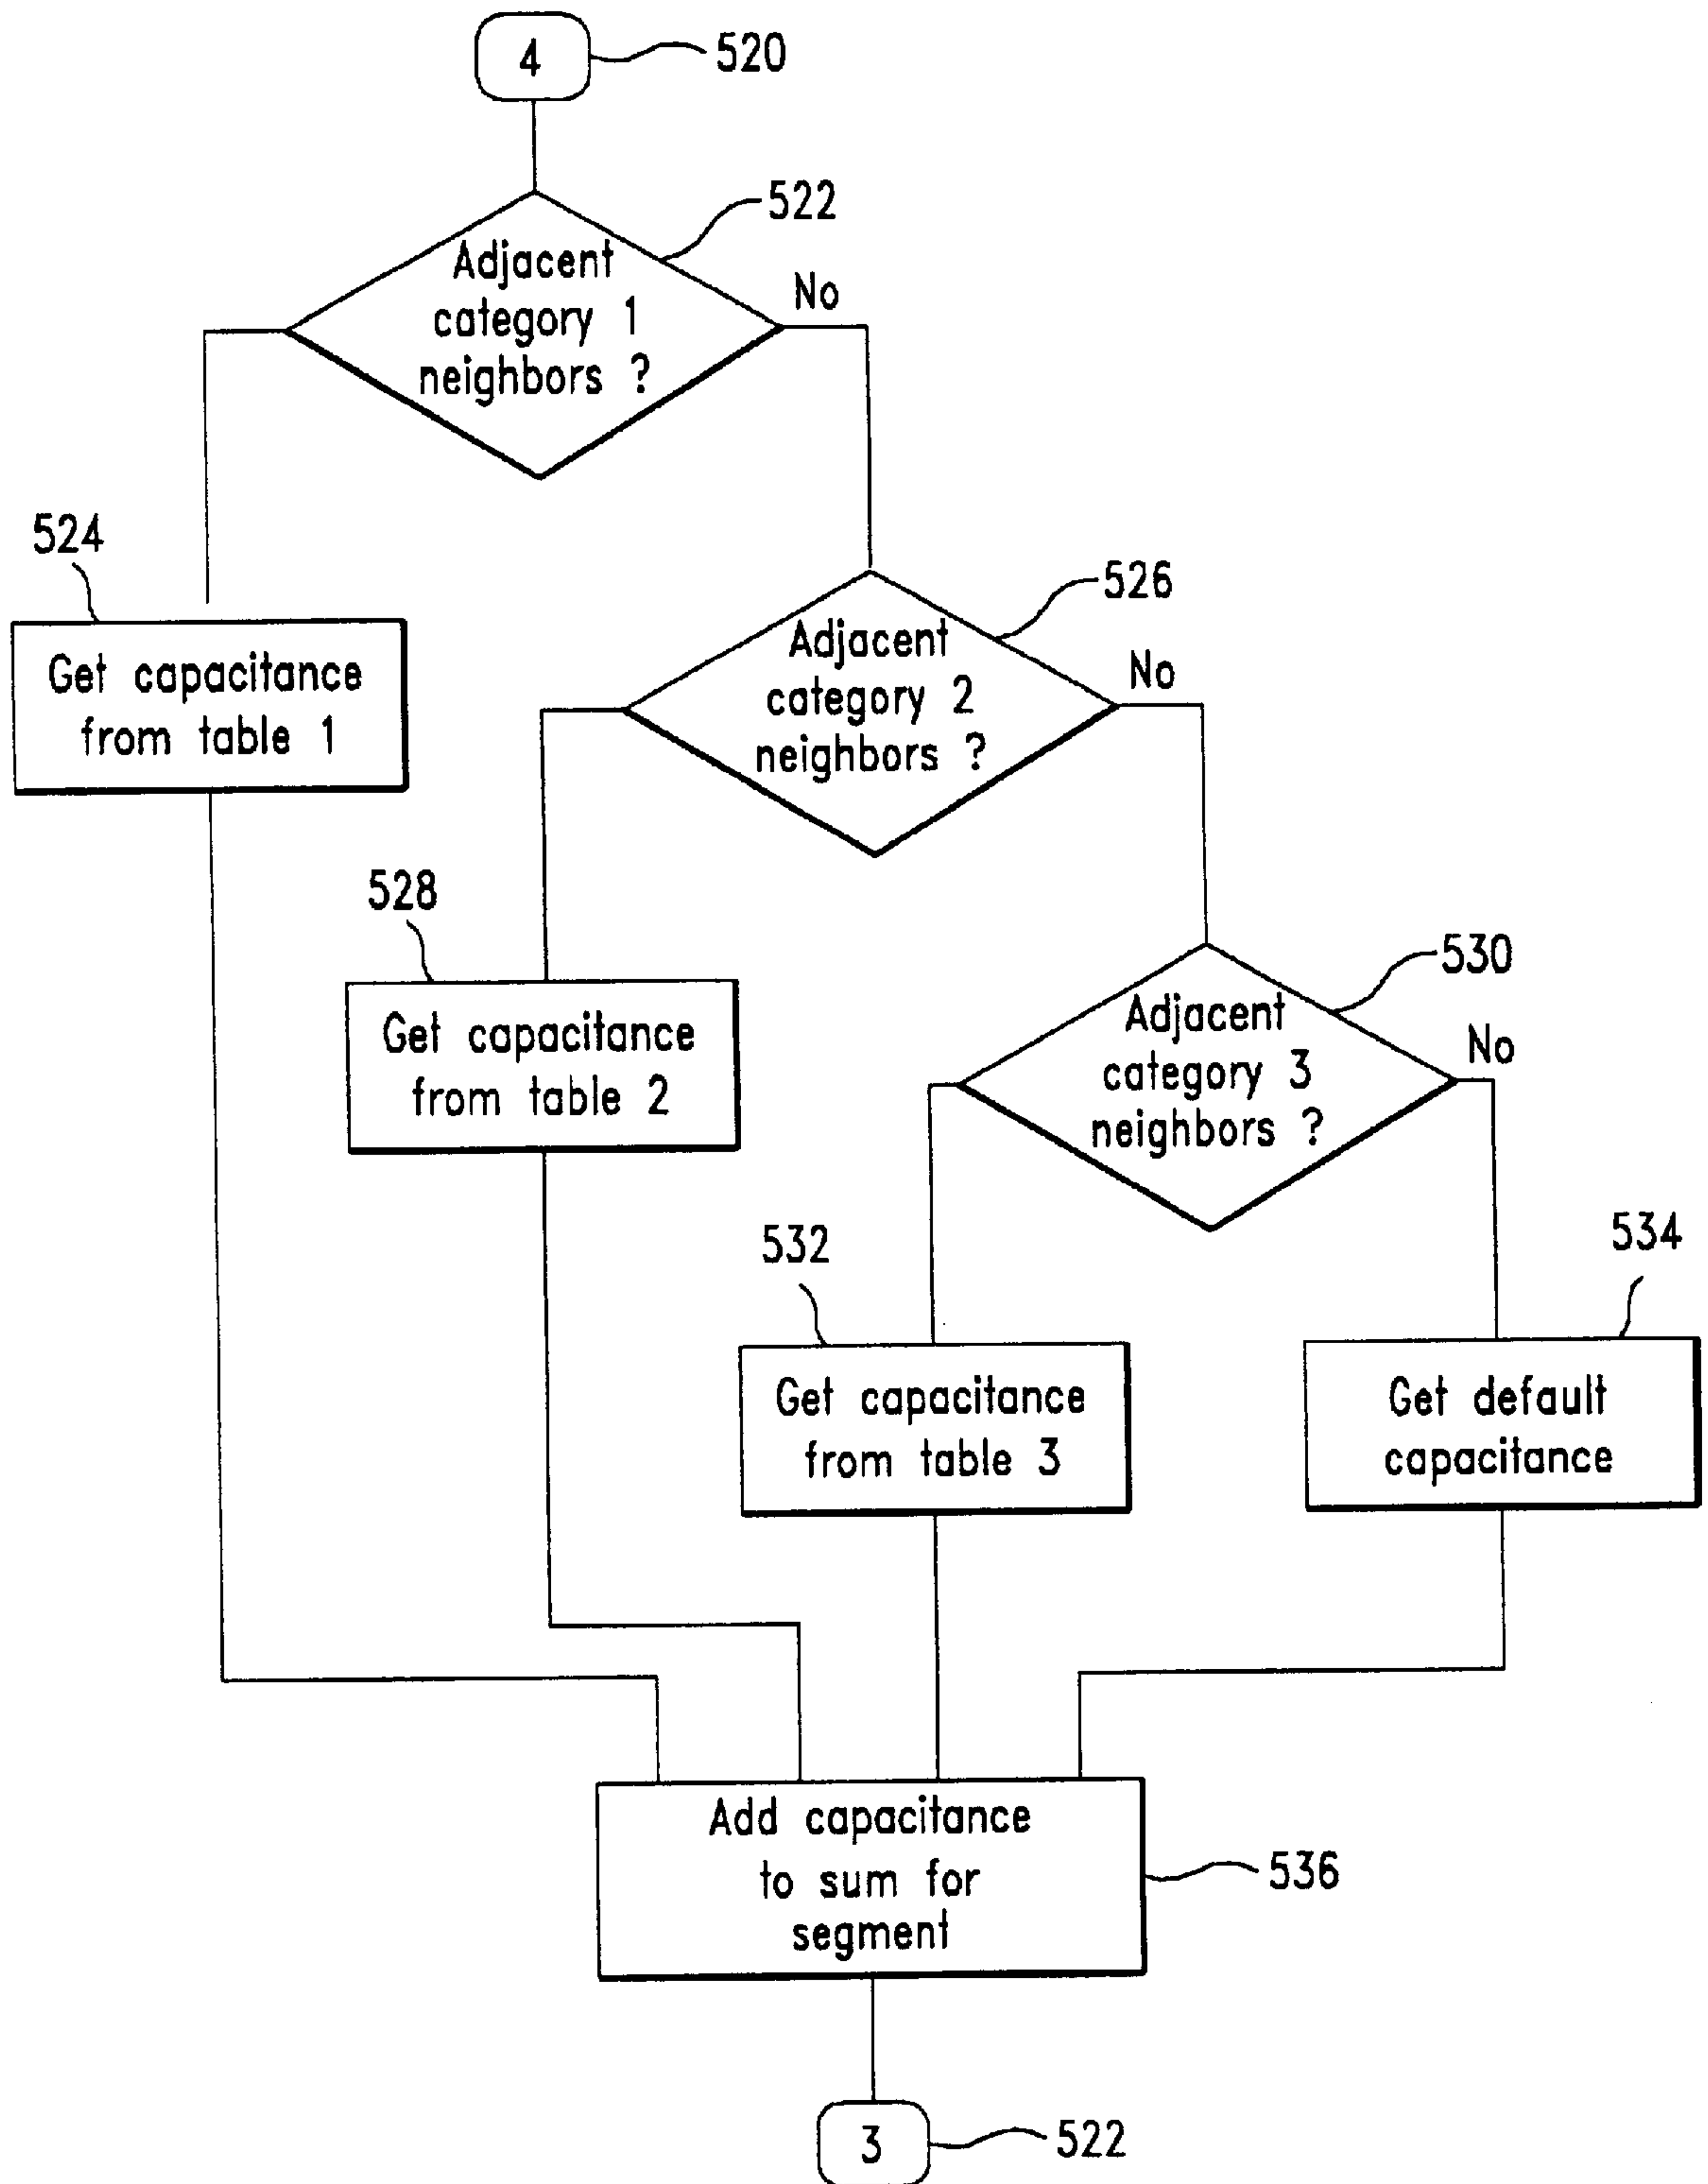 4
520
522
Adjacent
category 1
neighbors ?
No
524
Get capacitance
from table 1
526
Adjacent
category 2
neighbors ?
No
528
Get capacitance
from table 2
530
Adjacent
category 3
neighbors ?
No
532
Get capacitance
from table 3
534
Get default
capacitance
Add capacitance
to sum for
segment
536
3
522